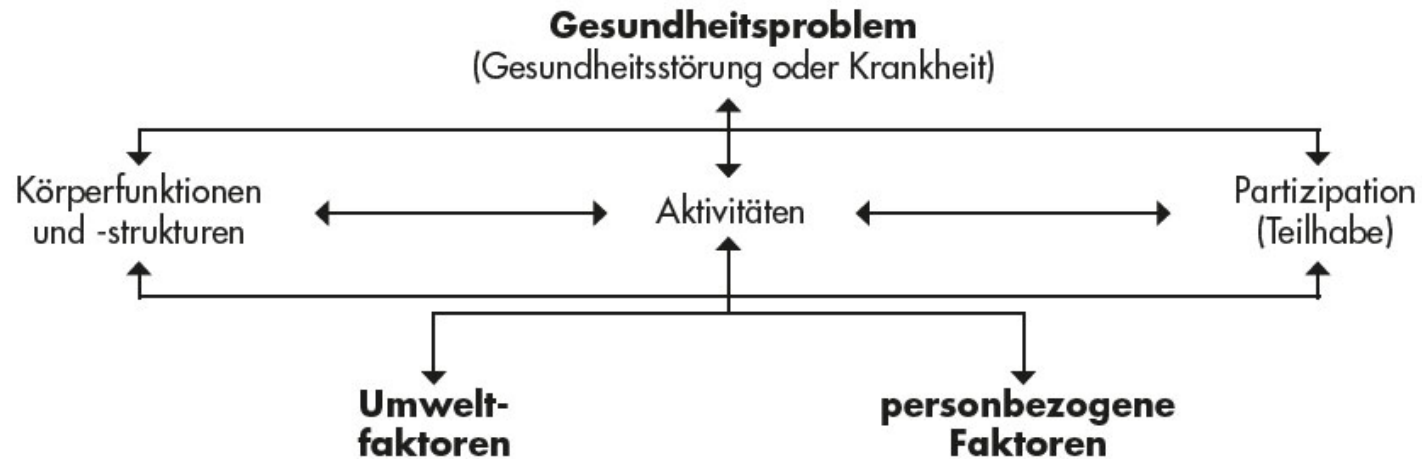 Gesundheitsproblem
(Gesundheitsstörung oder Krankheit)
Körperfunktionen
und -strukturen
Aktivitäten
Partizipation
(Teilhabe)
Umwelt-
faktoren
personbezogene
Faktoren